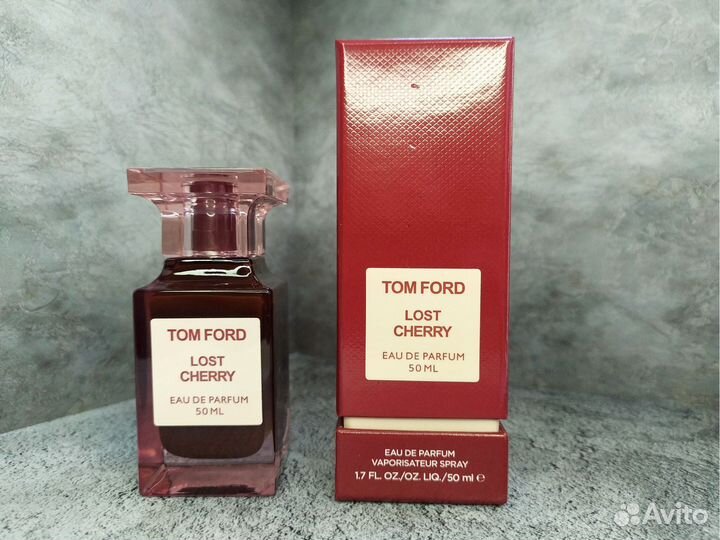 TOM FORD
LOST
CHERRY
EAU DE PARFUM
50 ML
TOM FORD
LOST
CHERRY
EAU DE PARFUM
50 ML
EAU DE PARFUM
VAPORISATEUR SPRAY
1.7 FL. OZ./OZ. LIQ./50 ml e
Avito